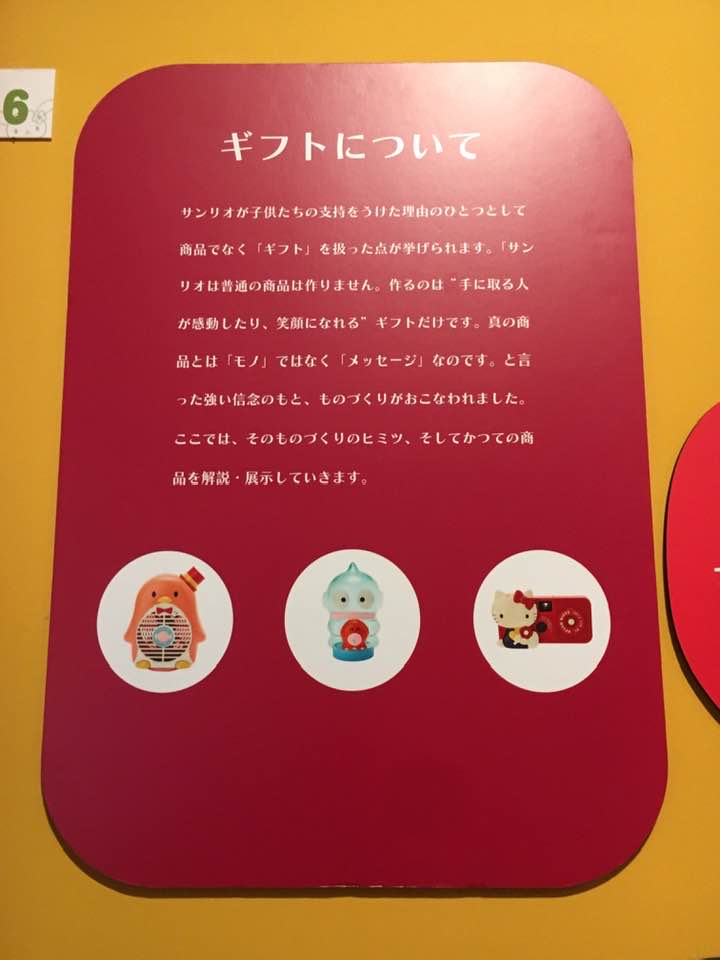 6
ギフトについて
サンリオが子供たちの支持をうけた理由のひとつとして
商品でなく「ギフト」を扱った点が挙げられます。「サン
リオは普通の商品は作りません。作るのは“手に取る人
が感動したり、笑顔になれる”ギフトだけです。真の商
品とは「モノ」ではなく「メッセージ」なのです。と言
った強い信念のもと、ものづくりがおこなわれました。
ここでは、そのものづくりのヒミツ、そしてかつての商
品を解説・展示していきます。